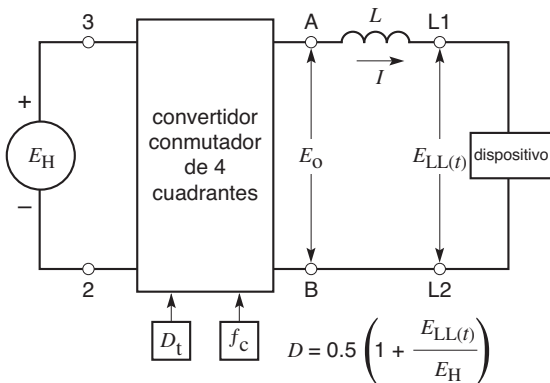 3
A
L
L1
I
+
E_H
−
convertidor
conmutador
de 4
cuadrantes
E_O
E_LL(t)
dispositivo
2
B
L2
D_t
f_c
D = 0.5 (1 + E_LL(t) / E_H)